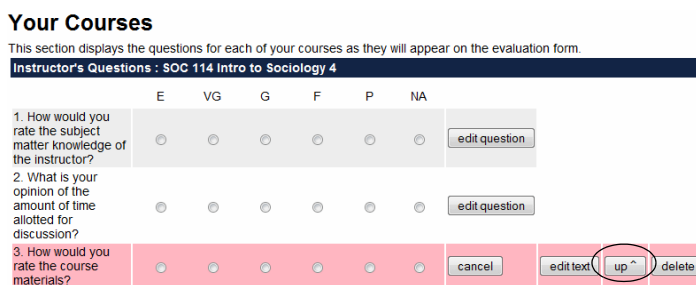 Your Courses
This section displays the questions for each of your courses as they will appear on the evaluation form.
Instructor's Questions : SOC 114 Intro to Sociology 4
E VG G F P NA
1. How would you
rate the subject
matter knowledge of
the instructor?
edit question
2. What is your
opinion of the
amount of time
allotted for
discussion?
edit question
3. How would you
rate the course
materials?
cancel edit text up ^ delete